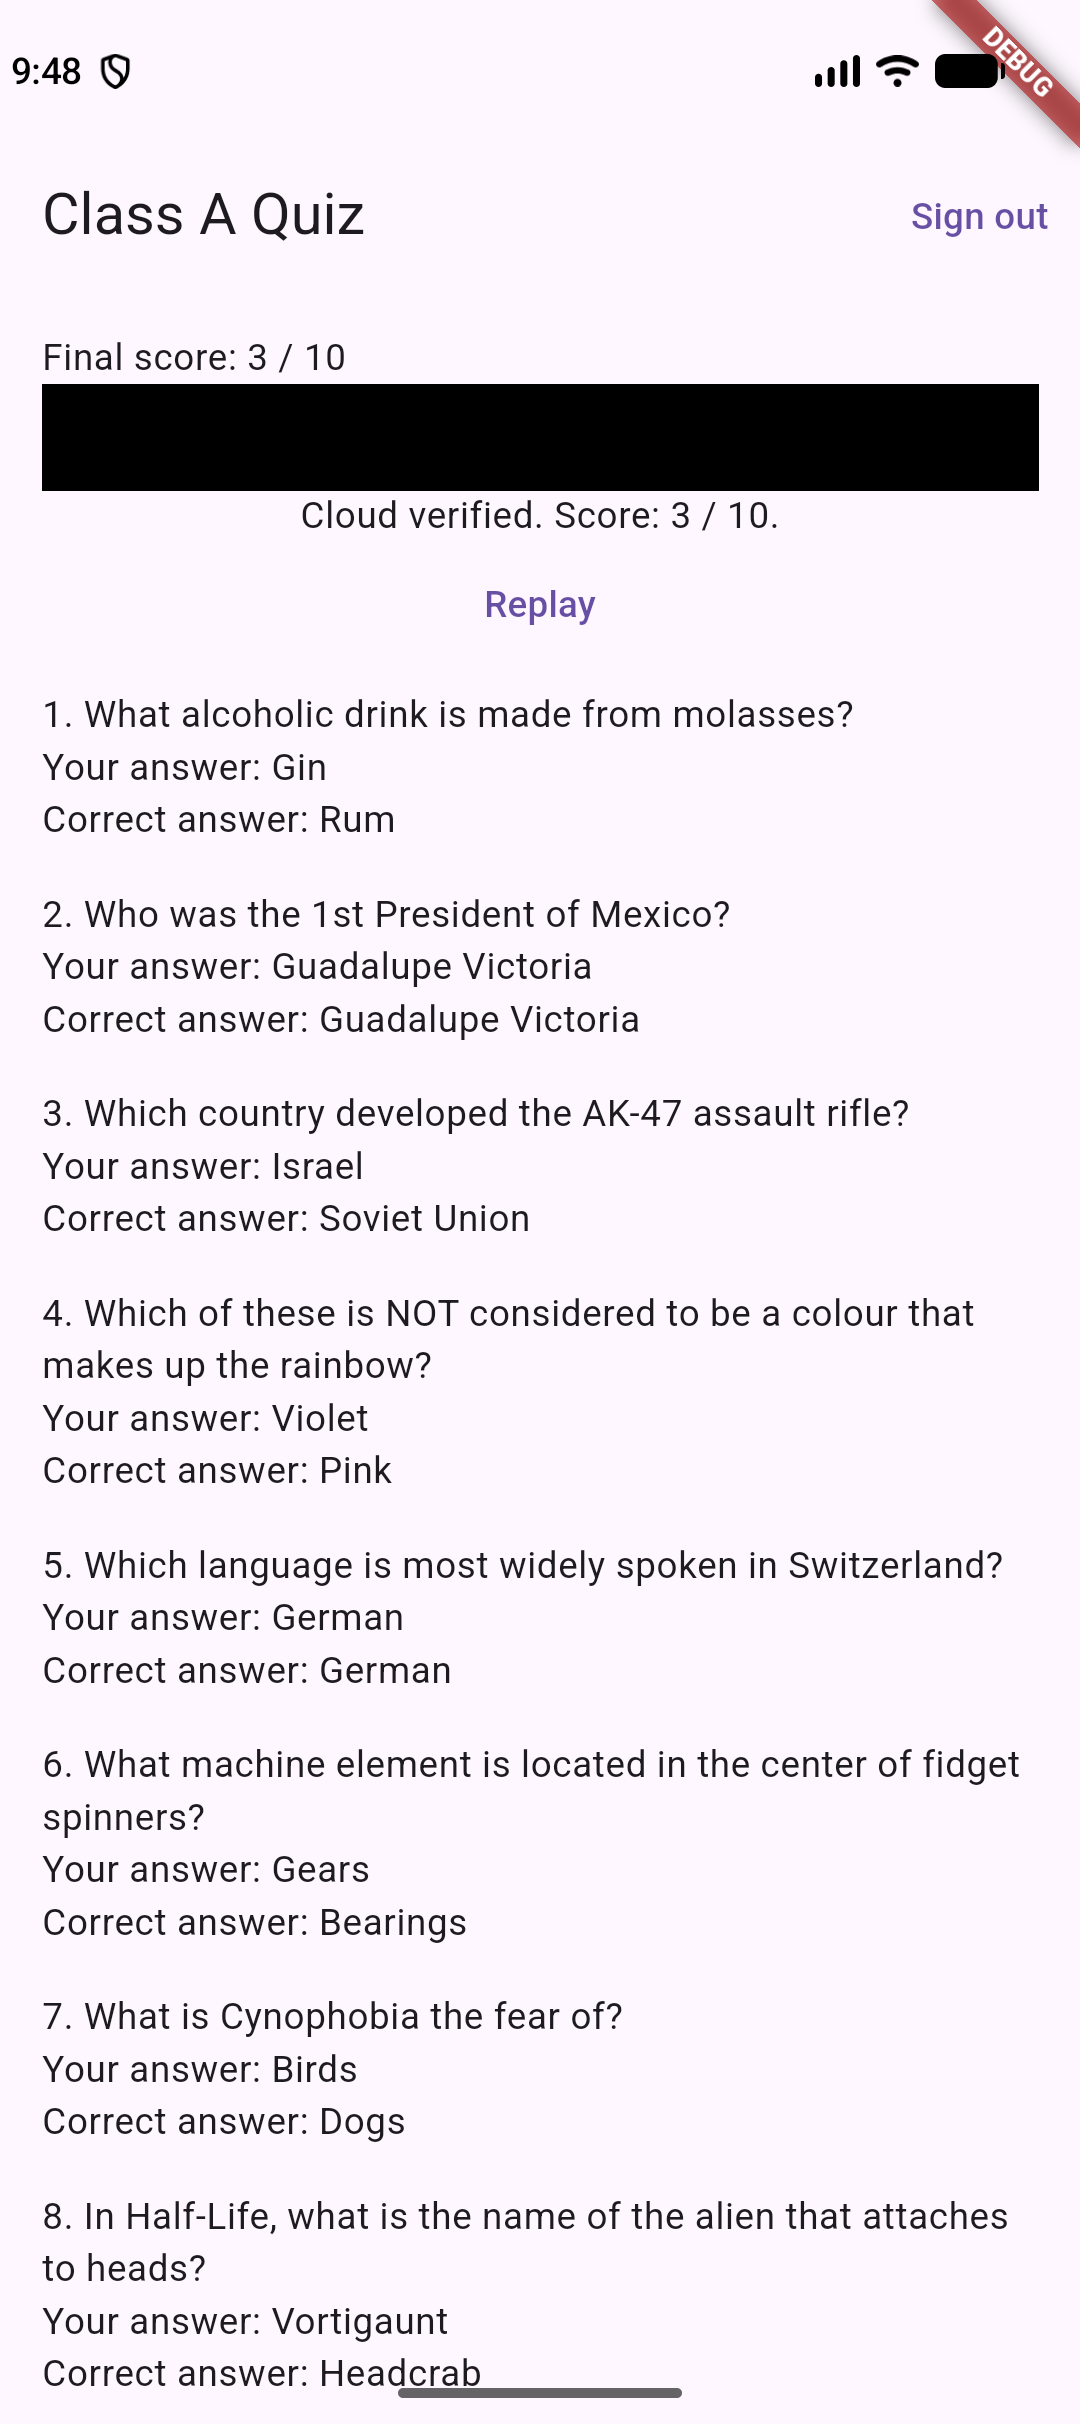 9:48
DEBUG
Class A Quiz
Sign out
Final score: 3 / 10
Cloud verified. Score: 3 / 10.
Replay
1. What alcoholic drink is made from molasses?
Your answer: Gin
Correct answer: Rum
2. Who was the 1st President of Mexico?
Your answer: Guadalupe Victoria
Correct answer: Guadalupe Victoria
3. Which country developed the AK-47 assault rifle?
Your answer: Israel
Correct answer: Soviet Union
4. Which of these is NOT considered to be a colour that
makes up the rainbow?
Your answer: Violet
Correct answer: Pink
5. Which language is most widely spoken in Switzerland?
Your answer: German
Correct answer: German
6. What machine element is located in the center of fidget
spinners?
Your answer: Gears
Correct answer: Bearings
7. What is Cynophobia the fear of?
Your answer: Birds
Correct answer: Dogs
8. In Half-Life, what is the name of the alien that attaches
to heads?
Your answer: Vortigaunt
Correct answer: Headcrab